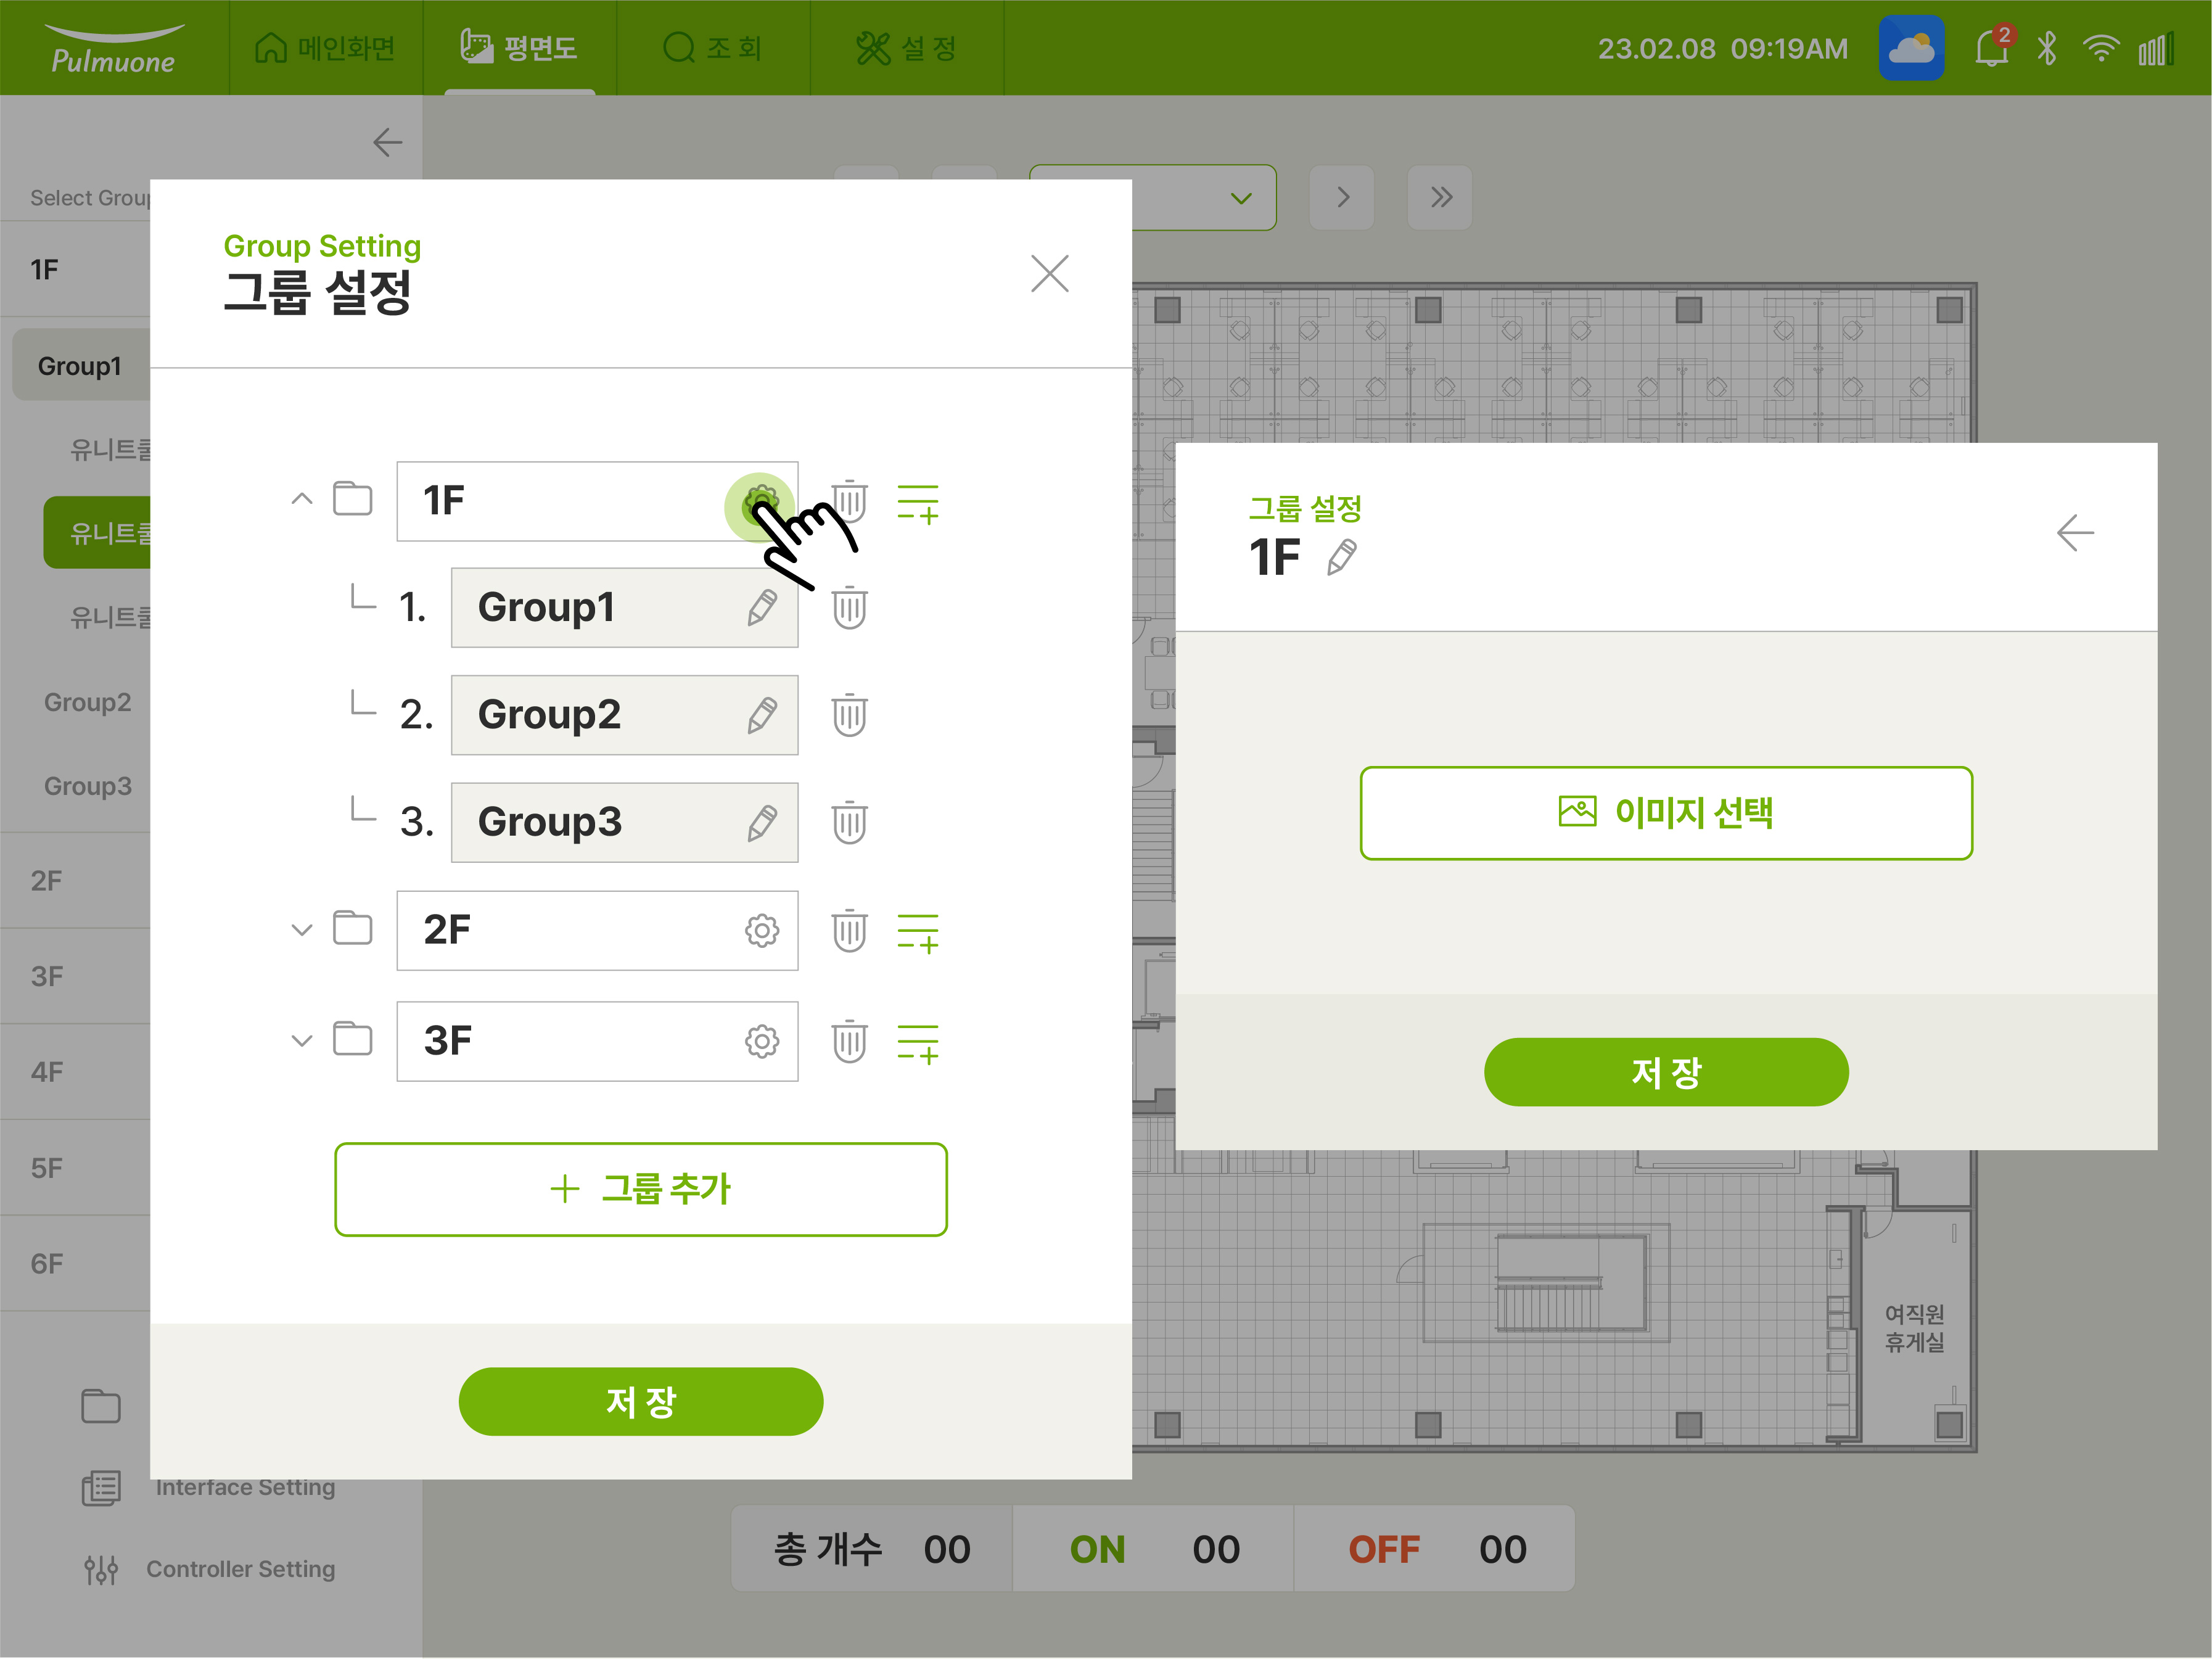 Pulmuone
메인화면
평면도
조 회
설 정
23.02.08 09:19AM
2
Select Group
1F
Group1
유니트쿨
유니트쿨
유니트쿨
Group2
Group3
2F
3F
4F
5F
6F
Interface Setting
Controller Setting
Group Setting
그룹 설정
1F
1. Group1
2. Group2
3. Group3
2F
3F
그룹 추가
저 장
그룹 설정
1F
이미지 선택
저 장
여직원
휴게실
총 개수 00 ON 00 OFF 00